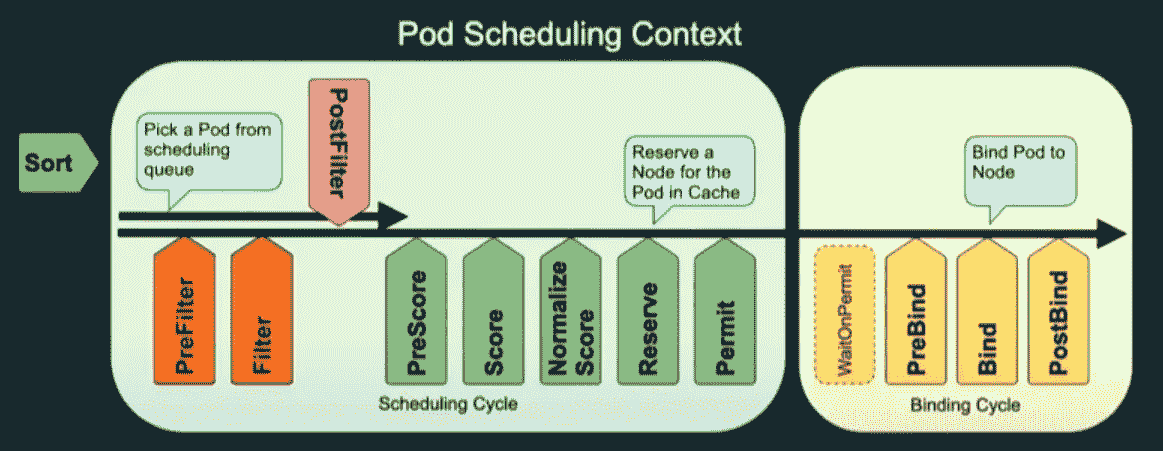 Pod Scheduling Context
Sort
Pick a Pod from
scheduling
queue
PostFilter
Reserve a
Node for the
Pod in Cache
Bind Pod to
Node
PreFilter
Filter
PreScore
Score
Normalize
Score
Reserve
Permit
WaitOnPermit
PreBind
Bind
PostBind
Scheduling Cycle
Binding Cycle